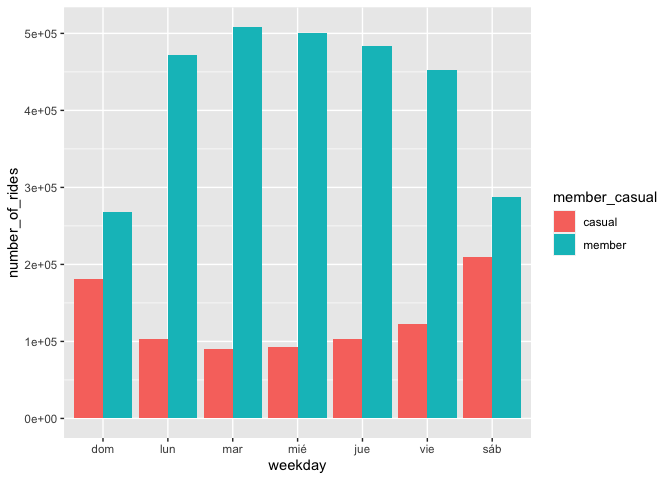 5e+05
4e+05
3e+05
2e+05
1e+05
0e+00
number_of_rides
dom lun mar mié jue vie sáb
weekday
member_casual
casual
member